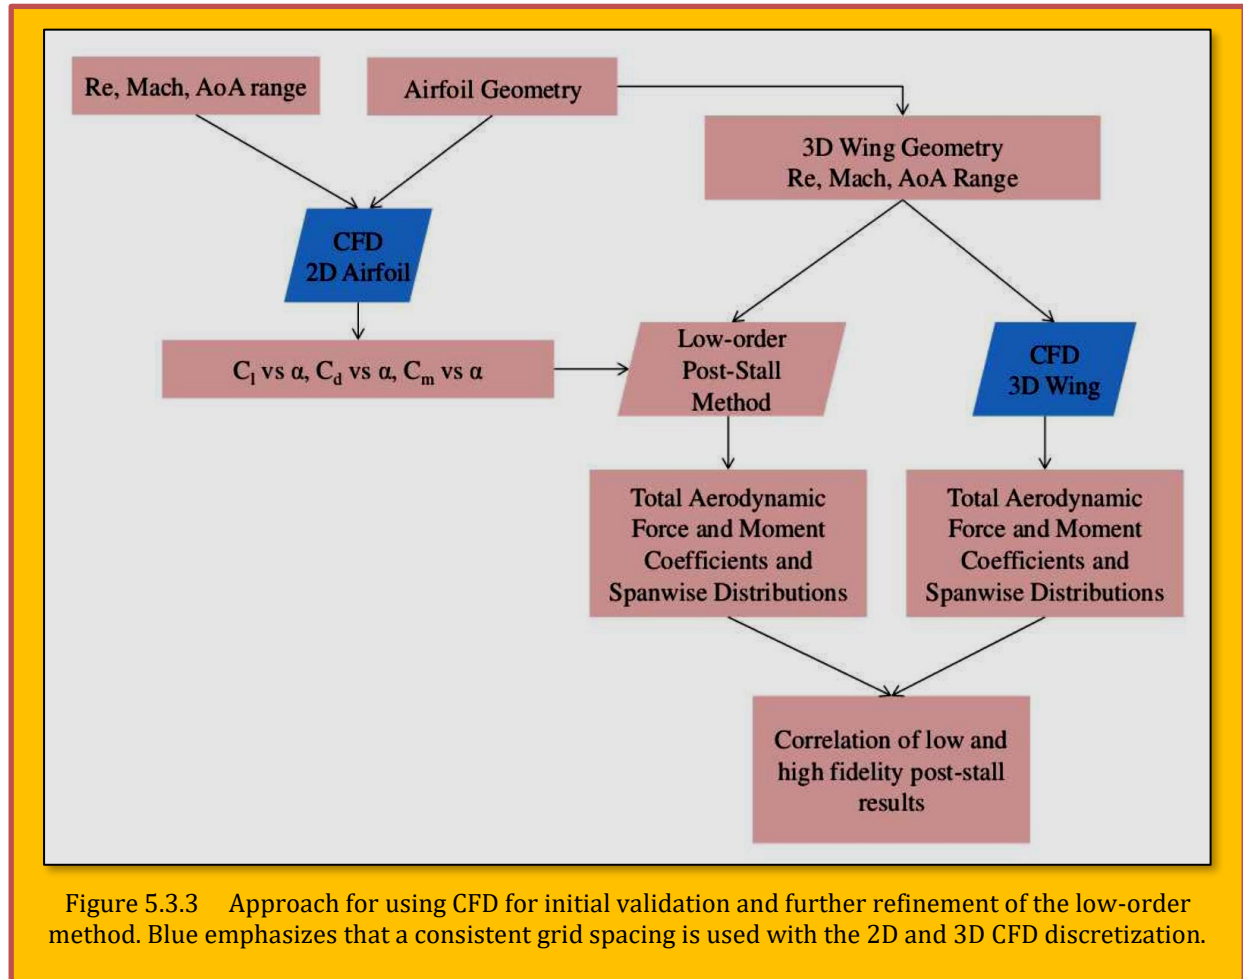 Re, Mach, AoA range
Airfoil Geometry
3D Wing Geometry
Re, Mach, AoA Range
CFD
2D Airfoil
Cl vs α, Cd vs α, Cm vs α
Low-order
Post-Stall
Method
CFD
3D Wing
Total Aerodynamic
Force and Moment
Coefficients and
Spanwise Distributions
Total Aerodynamic
Force and Moment
Coefficients and
Spanwise Distributions
Correlation of low and
high fidelity post-stall
results
Figure 5.3.3 Approach for using CFD for initial validation and further refinement of the low-order
method. Blue emphasizes that a consistent grid spacing is used with the 2D and 3D CFD discretization.